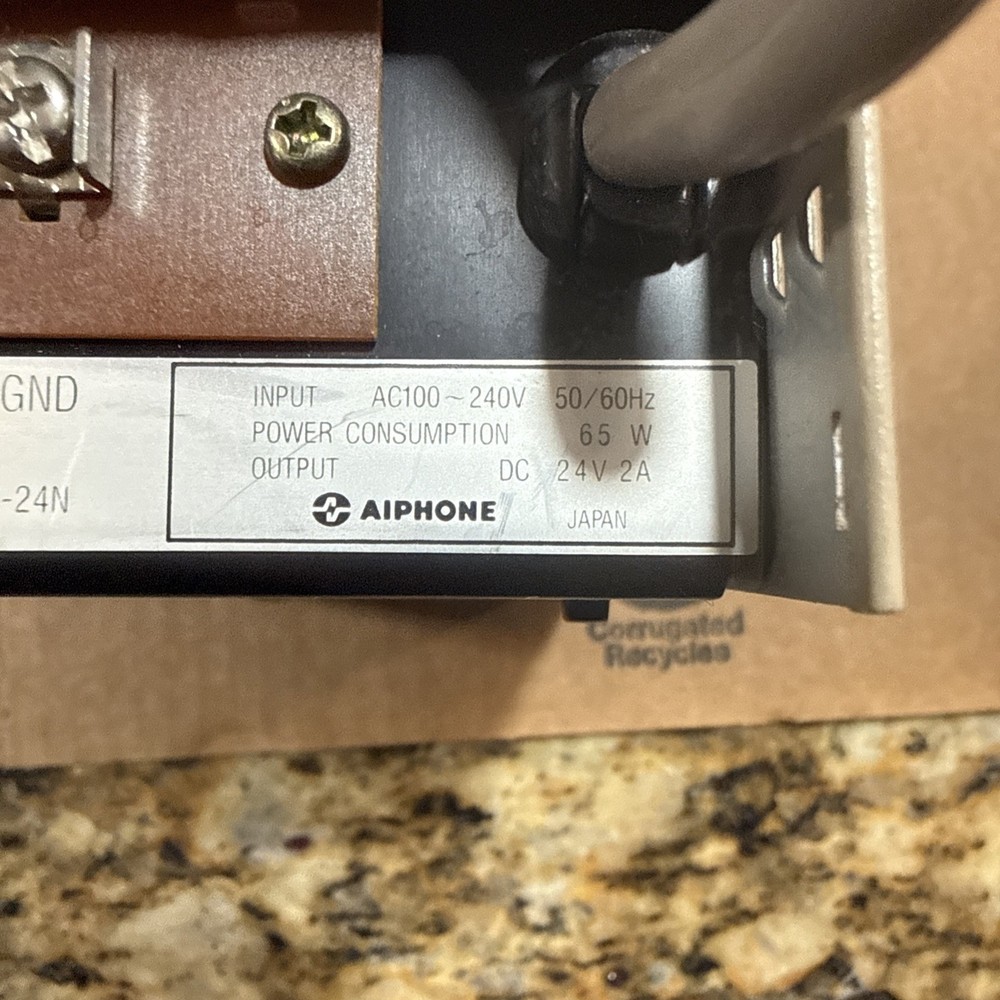 GND
-24N
INPUT AC100~240V 50/60Hz
POWER CONSUMPTION 65 W
OUTPUT DC 24V 2A
AIPHONE JAPAN
Corrugated
Recycles